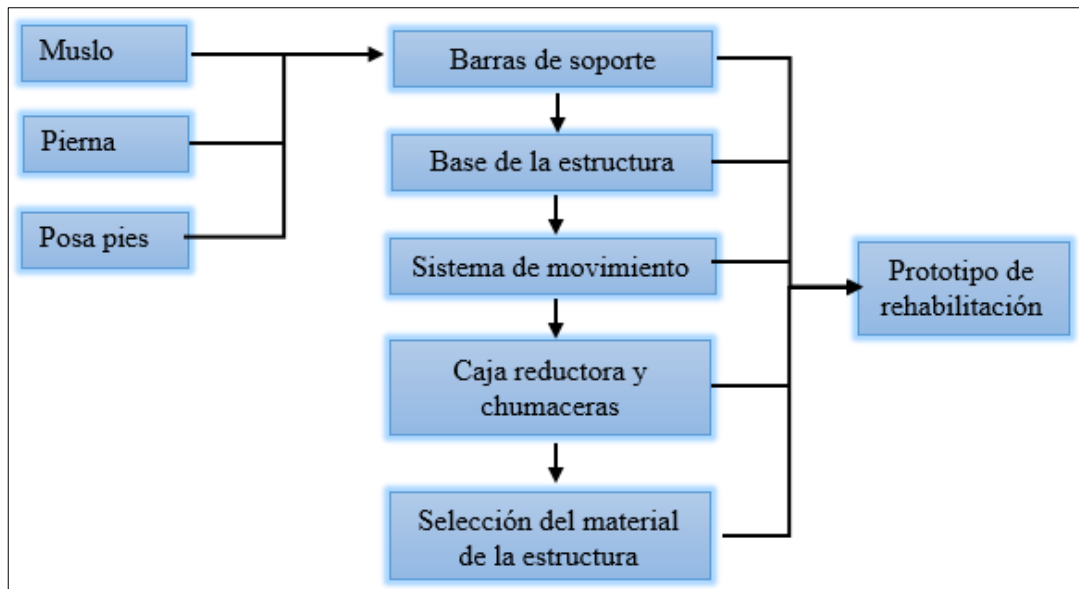 Muslo
Pierna
Posa pies
Barras de soporte
Base de la estructura
Sistema de movimiento
Caja reductora y
chumaceras
Selección del material
de la estructura
Prototipo de
rehabilitación